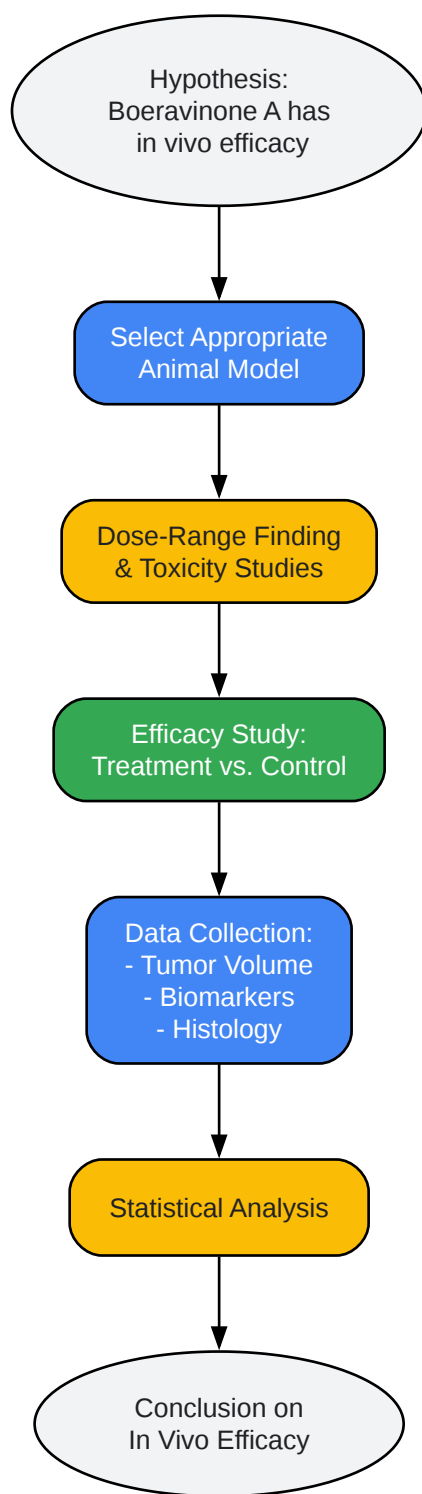 Hypothesis:
Boeravinone A has
in vivo efficacy
Select Appropriate
Animal Model
Dose-Range Finding
& Toxicity Studies
Efficacy Study:
Treatment vs. Control
Data Collection:
- Tumor Volume
- Biomarkers
- Histology
Statistical Analysis
Conclusion on
In Vivo Efficacy